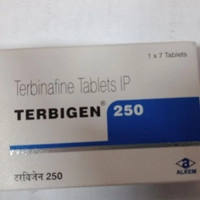 1 x 7 Tablets
Terbinafine Tablets IP
TERBIGEN® 250
टरबिजेन 250
a
ALKEM